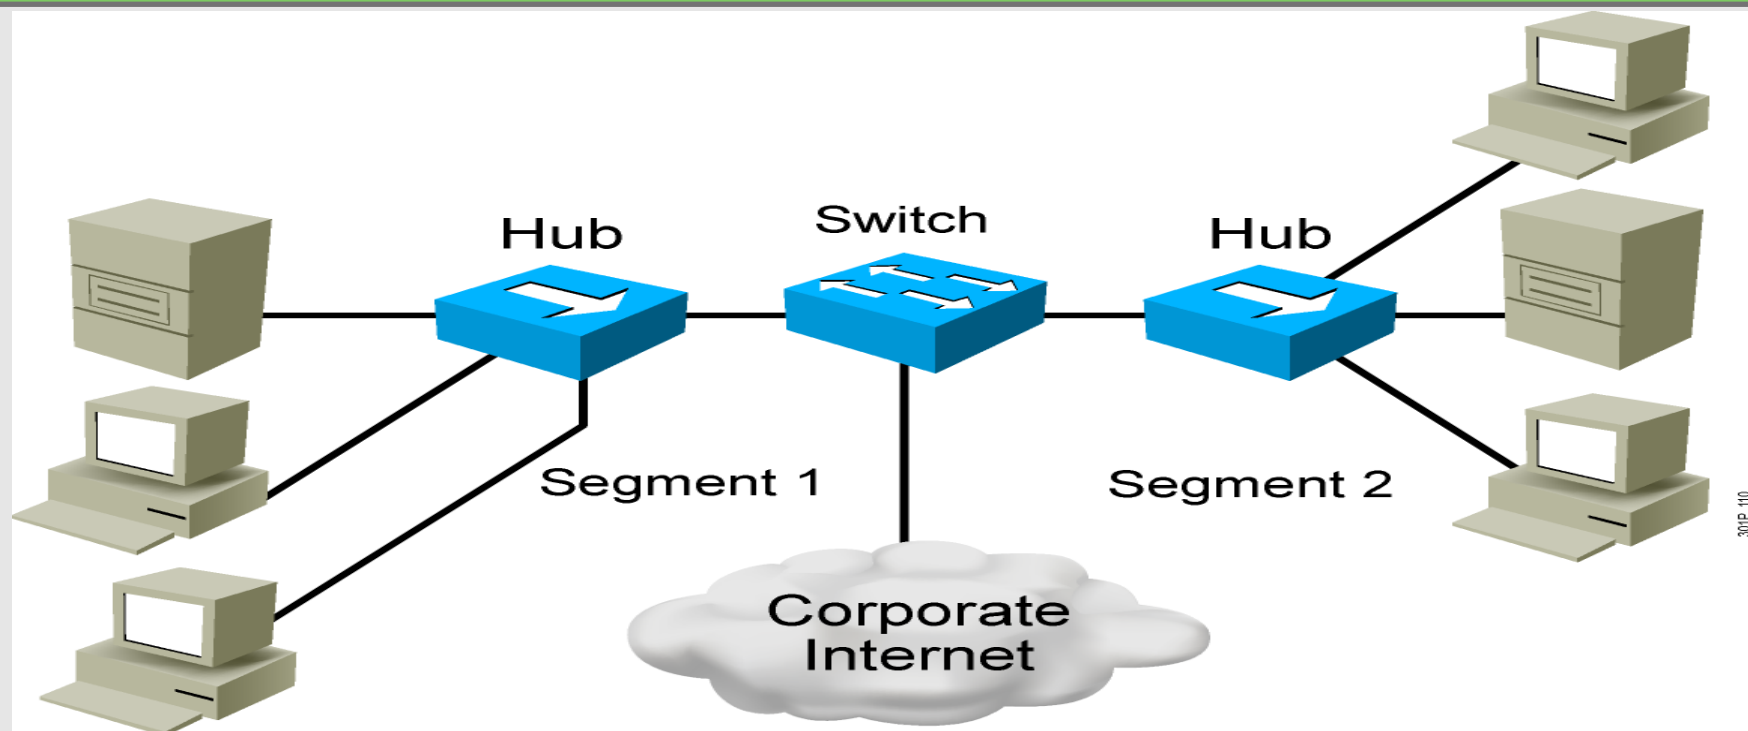 Hub
Switch
Hub
Segment 1
Segment 2
Corporate
Internet
301P_110